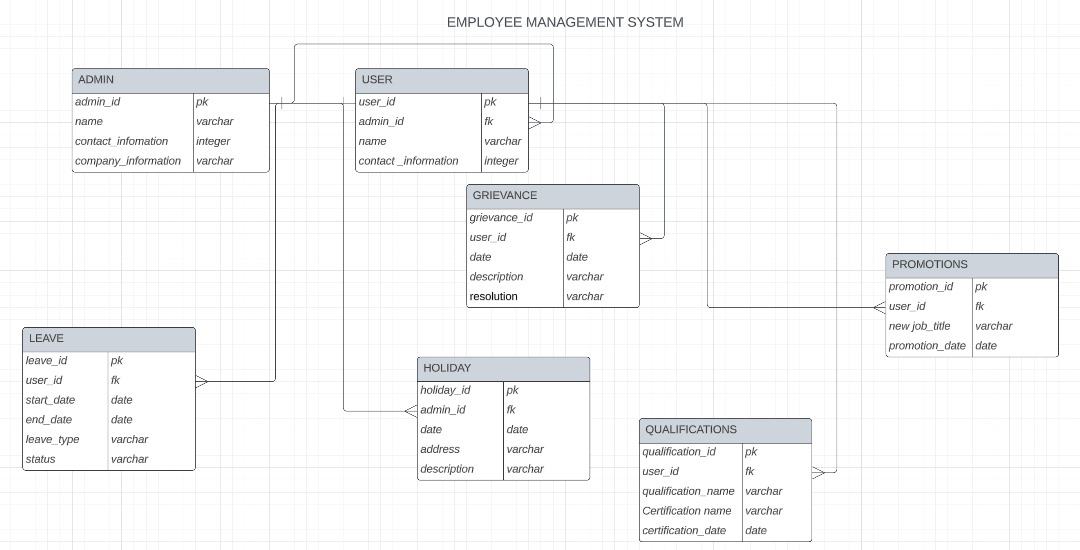 EMPLOYEE MANAGEMENT SYSTEM
ADMIN
admin_id pk
name varchar
contact_infomation integer
company_information varchar
USER
user_id pk
admin_id fk
name varchar
contact _information integer
GRIEVANCE
grievance_id pk
user_id fk
date date
description varchar
resolution varchar
PROMOTIONS
promotion_id pk
user_id fk
new job_title varchar
promotion_date date
LEAVE
leave_id pk
user_id fk
start_date date
end_date date
leave_type varchar
status varchar
HOLIDAY
holiday_id pk
admin_id fk
date date
address varchar
description varchar
QUALIFICATIONS
qualification_id pk
user_id fk
qualification_name varchar
Certification name varchar
certification_date date